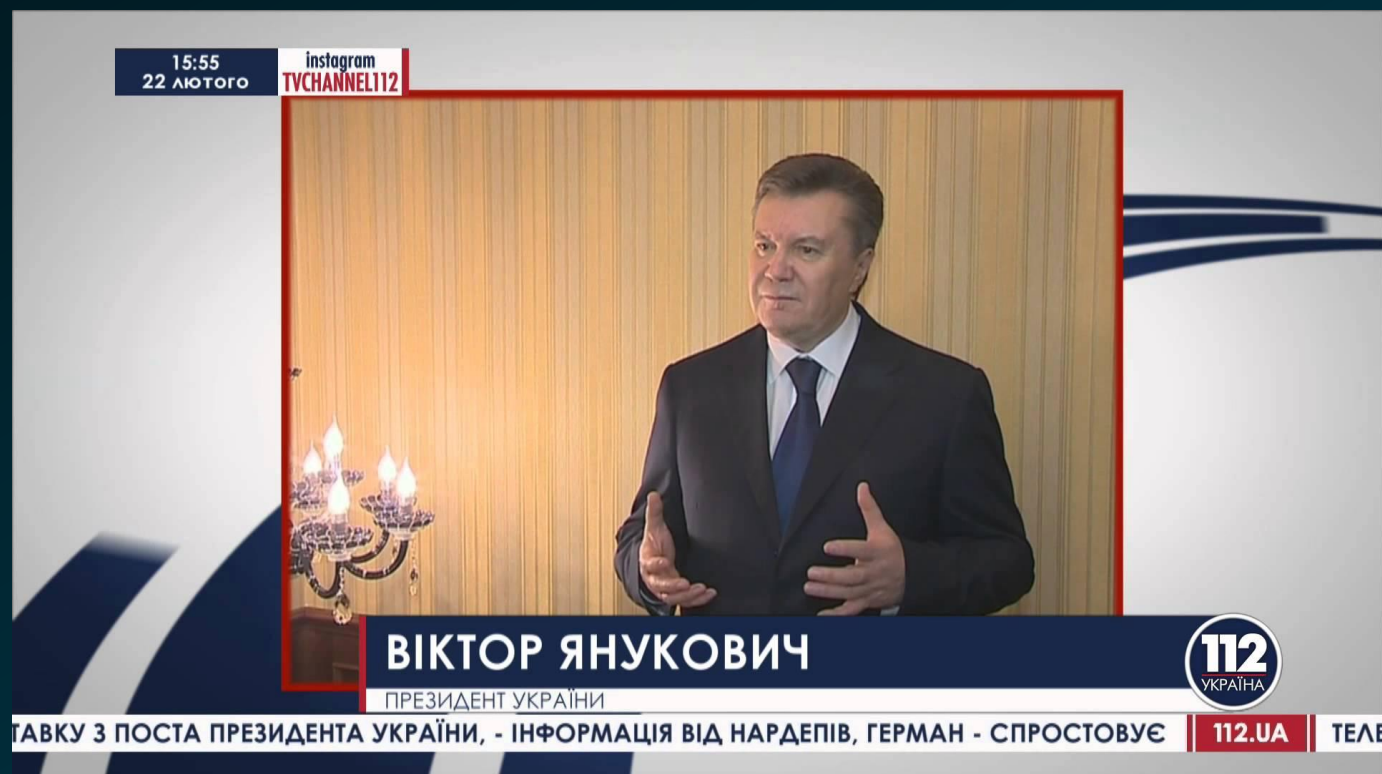 15:55
22 ЛЮТОГО
instagram
TVCHANNEL112
ВІКТОР ЯНУКОВИЧ
ПРЕЗИДЕНТ УКРАЇНИ
112
УКРАЇНА
ТАВКУ З ПОСТА ПРЕЗИДЕНТА УКРАЇНИ, - ІНФОРМАЦІЯ ВІД НАРДЕПІВ, ГЕРМАН - СПРОСТОВУЄ 112.UA ТЕЛЕ